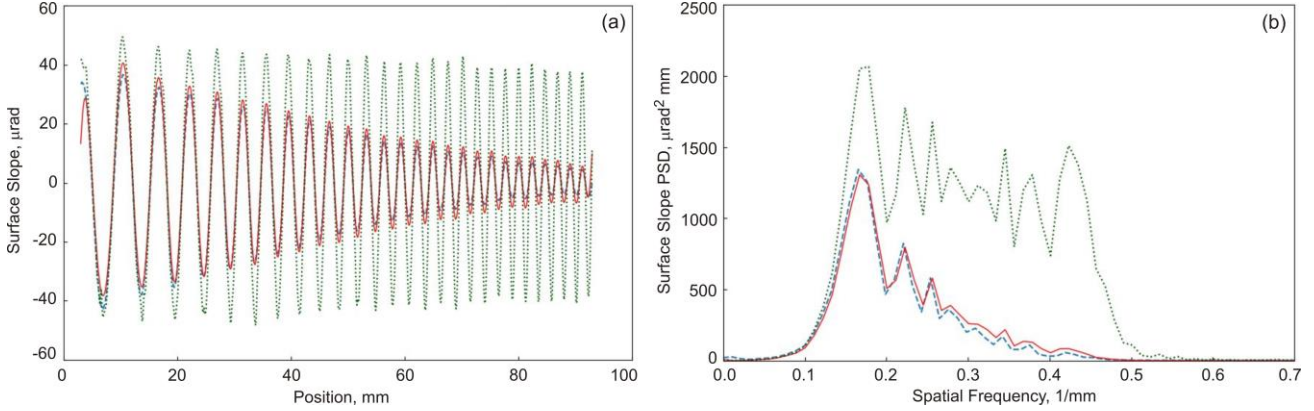 (a)
60
40
20
0
-20
-40
-60
Surface Slope, µrad
0 20 40 60 80 100
Position, mm
(b)
2500
2000
1500
1000
500
0
Surface Slope PSD, µrad² mm
0.0 0.1 0.2 0.3 0.4 0.5 0.6 0.7
Spatial Frequency, 1/mm